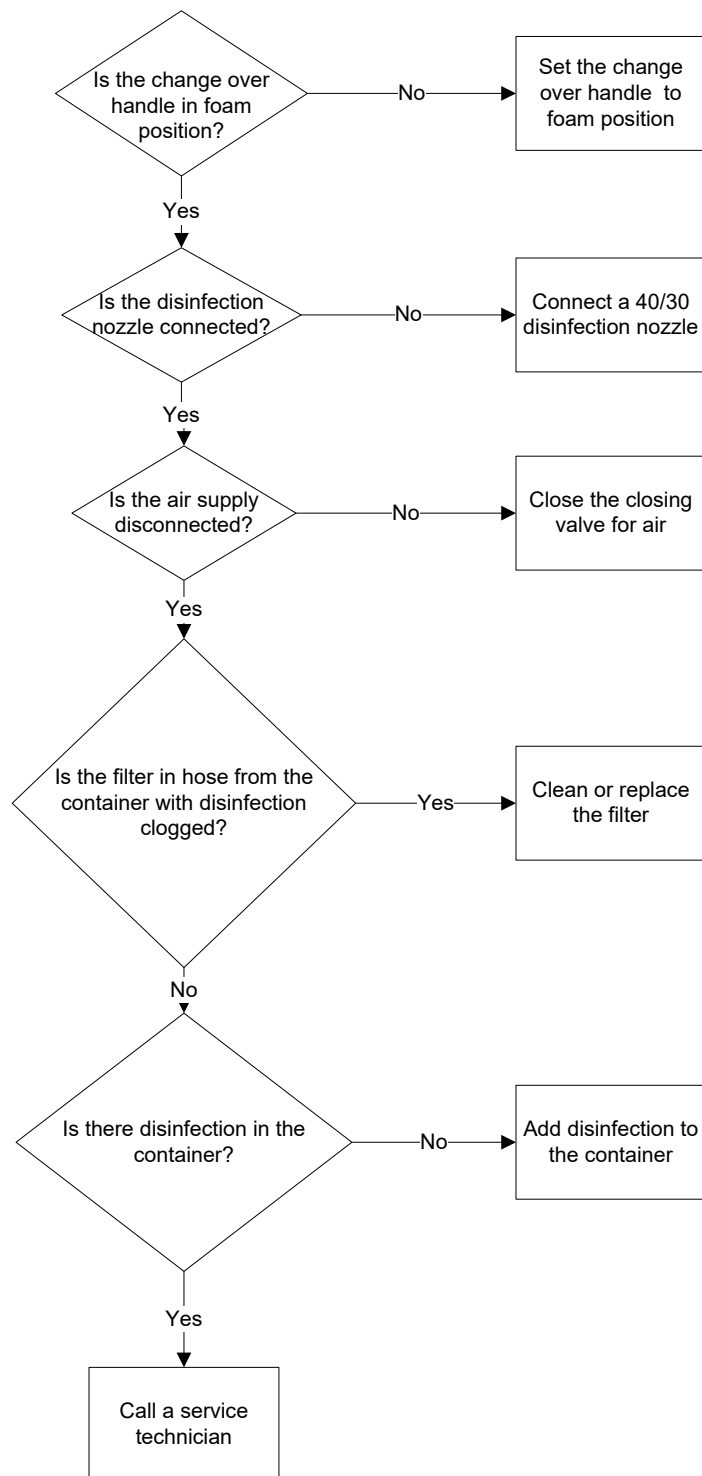 Is the change over
handle in foam
position?
No
Set the change
over handle  to
foam position
Yes
Is the disinfection
nozzle connected?
No
Connect a 40/30
disinfection nozzle
Yes
Is the air supply
disconnected?
No
Close the closing
valve for air
Yes
Is the filter in hose from the
container with disinfection
clogged?
Yes
Clean or replace
the filter
No
Is there disinfection in the
container?
No
Add disinfection to
the container
Yes
Call a service
technician